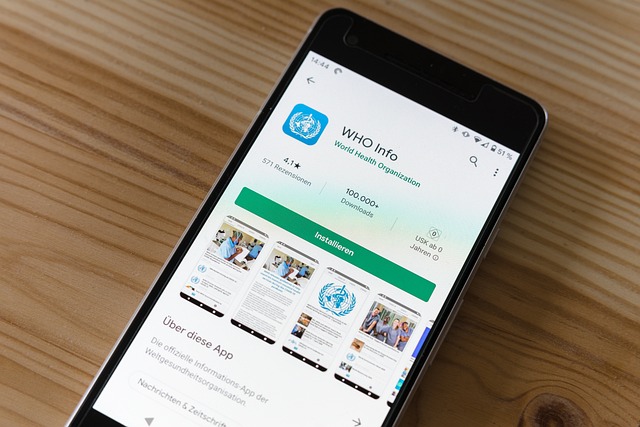 14:44
51 %
WHO Info
World Health Organization
4,1★
571 Rezensionen
100.000+
Downloads
0
USK ab 0
Jahren
Installieren
Über diese App
Die offizielle Informations-App der
Weltgesundheitsorganisation
Nachrichten & Zeitschriften